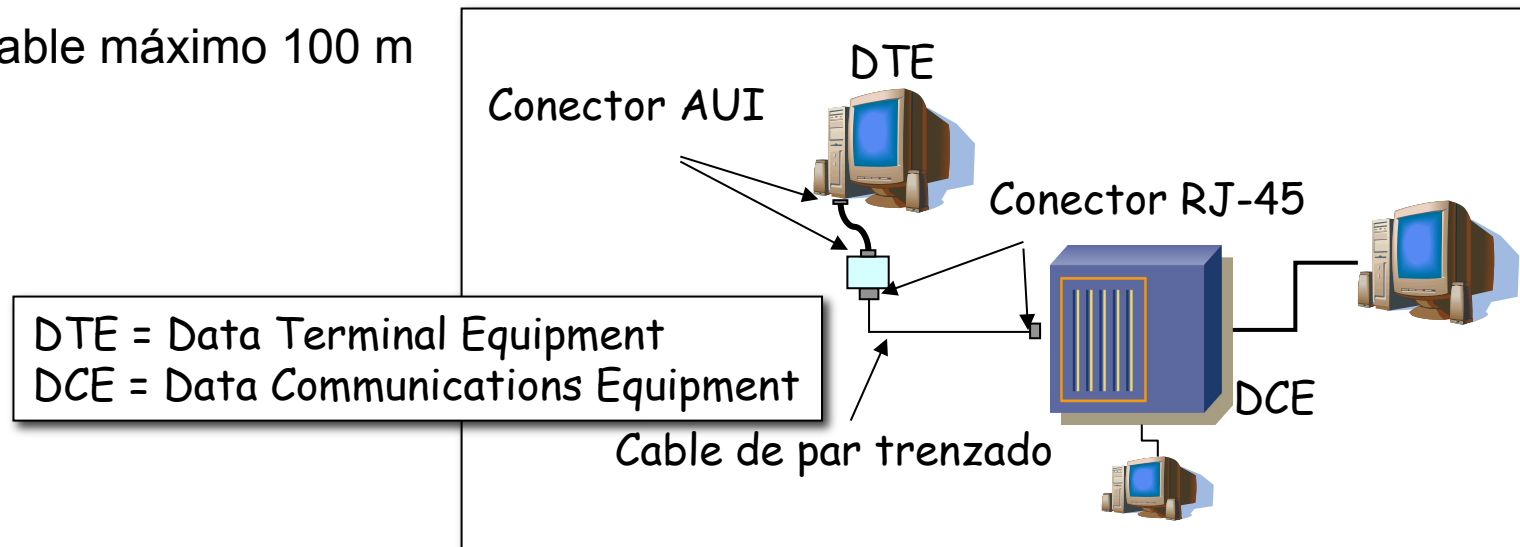 able máximo 100 m
DTE
Conector AUI
Conector RJ-45
DTE = Data Terminal Equipment
DCE = Data Communications Equipment
DCE
Cable de par trenzado